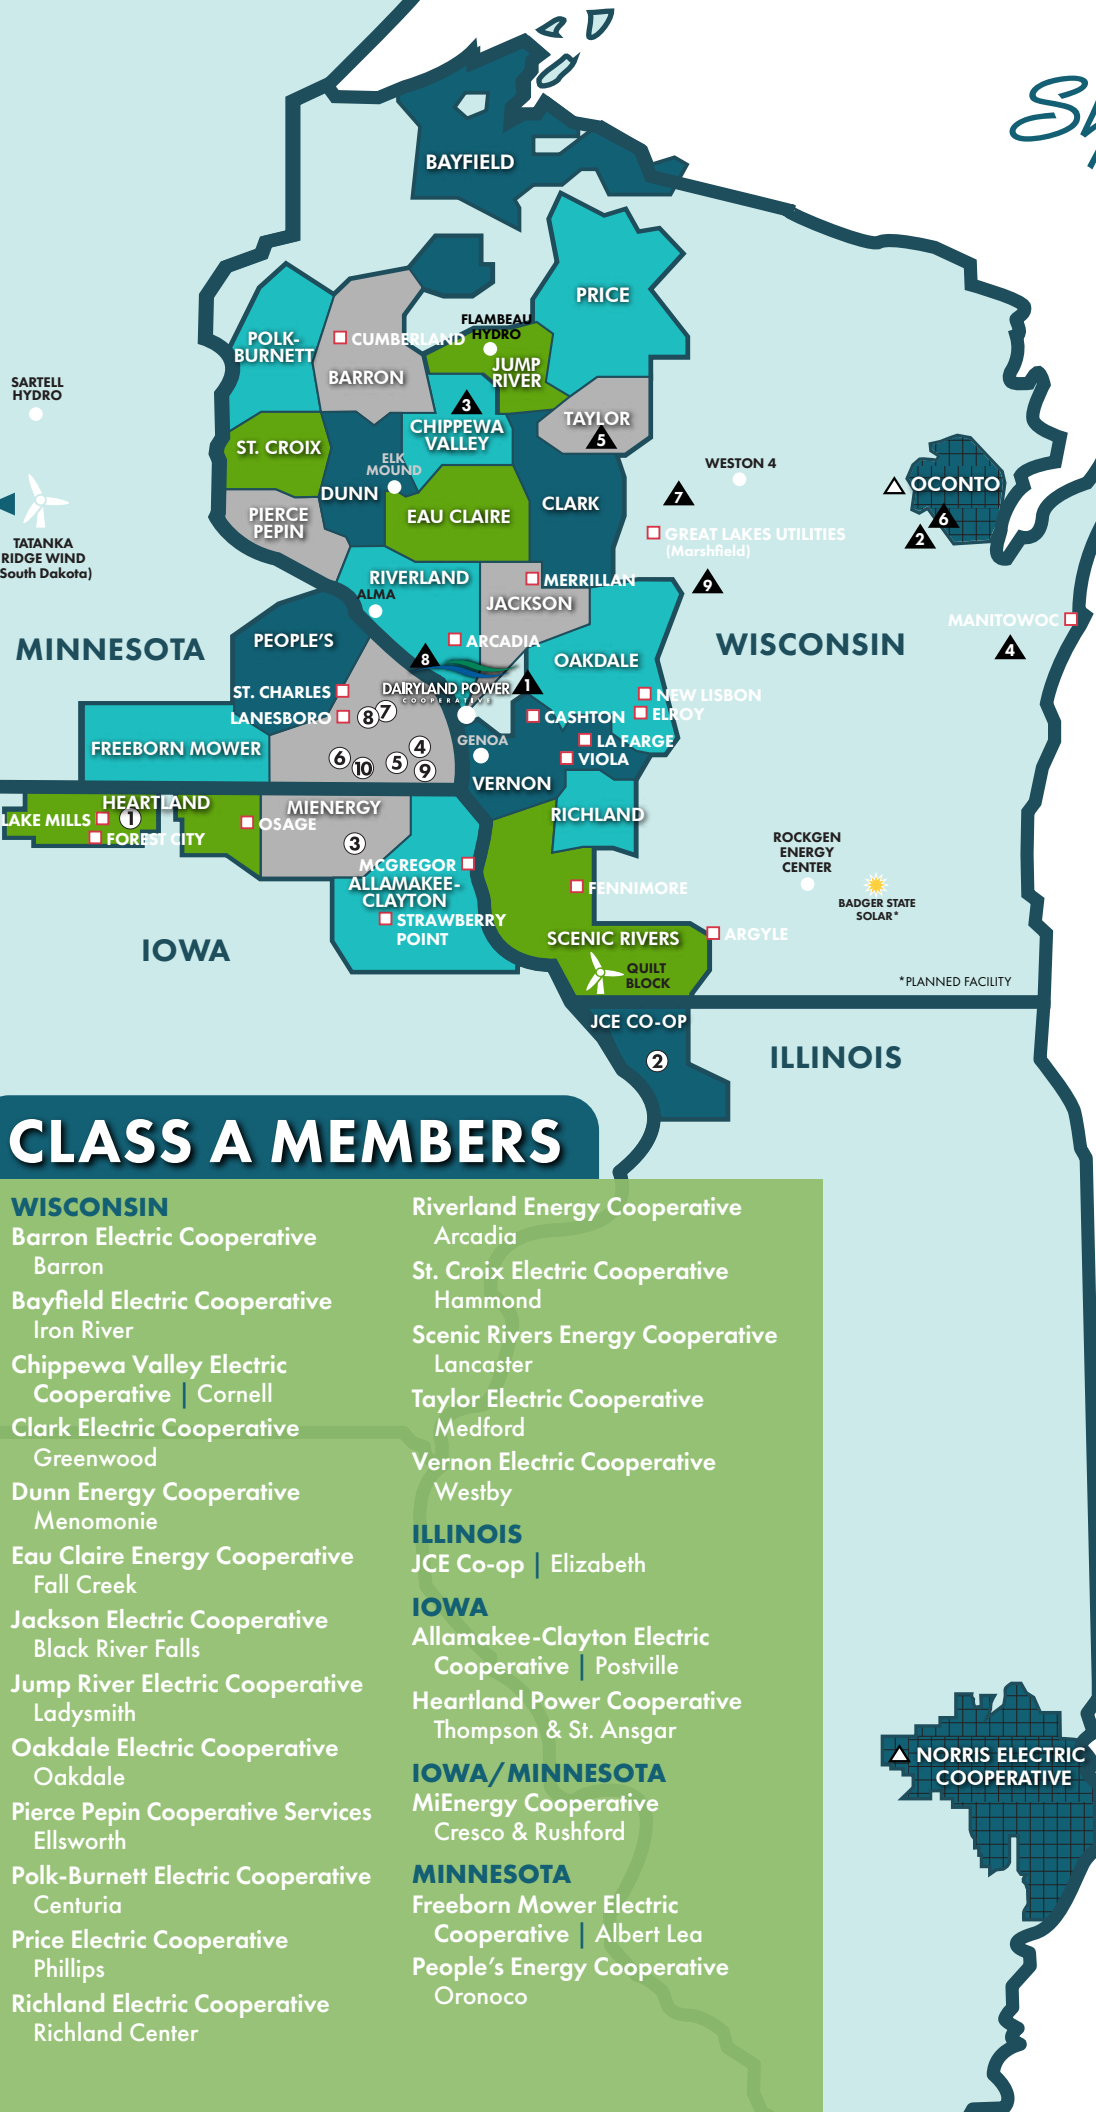 Sp
BAYFIELD
PRICE
FLAMBEAU
HYDRO
POLK-
BURNETT
CUMBERLAND
BARRON
JUMP
RIVER
SARTELL
HYDRO
3
CHIPPEWA
VALLEY
TAYLOR
5
ST. CROIX
ELK
MOUND
DUNN
EAU CLAIRE
CLARK
WESTON 4
7
OCONTO
6
2
PIERCE
PEPIN
GREAT LAKES UTILITIES
(Marshfield)
TATANKA
RIDGE WIND
South Dakota)
RIVERLAND
ALMA
MERRILLAN
JACKSON
9
MANITOWOC
4
MINNESOTA
PEOPLE'S
ARCADIA
8
OAKDALE
WISCONSIN
DAIRYLAND POWER
COOPERATIVE
1
ST. CHARLES
LANESBORO
8
7
NEW LISBON
ELROY
CASHTON
FREEBORN MOWER
GENOA
LA FARGE
VIOLA
6
10
5
4
9
VERNON
HEARTLAND
LAKE MILLS
1
FOREST CITY
OSAGE
MIENERGY
3
RICHLAND
MCGREGOR
ALLAMAKEE-
CLAYTON
STRAWBERRY
POINT
FENNIMORE
ROCKGEN
ENERGY
CENTER
BADGER STATE
SOLAR*
IOWA
SCENIC RIVERS
ARGYLE
QUILT
BLOCK
*PLANNED FACILITY
JCE CO-OP
2
ILLINOIS
CLASS A MEMBERS
WISCONSIN
Barron Electric Cooperative
Barron
Bayfield Electric Cooperative
Iron River
Chippewa Valley Electric
Cooperative | Cornell
Clark Electric Cooperative
Greenwood
Dunn Energy Cooperative
Menomonie
Eau Claire Energy Cooperative
Fall Creek
Jackson Electric Cooperative
Black River Falls
Jump River Electric Cooperative
Ladysmith
Oakdale Electric Cooperative
Oakdale
Pierce Pepin Cooperative Services
Ellsworth
Polk-Burnett Electric Cooperative
Centuria
Price Electric Cooperative
Phillips
Richland Electric Cooperative
Richland Center
Riverland Energy Cooperative
Arcadia
St. Croix Electric Cooperative
Hammond
Scenic Rivers Energy Cooperative
Lancaster
Taylor Electric Cooperative
Medford
Vernon Electric Cooperative
Westby
ILLINOIS
JCE Co-op | Elizabeth
IOWA
Allamakee-Clayton Electric
Cooperative | Postville
Heartland Power Cooperative
Thompson & St. Ansgar
IOWA/MINNESOTA
MiEnergy Cooperative
Cresco & Rushford
MINNESOTA
Freeborn Mower Electric
Cooperative | Albert Lea
People's Energy Cooperative
Oronoco
NORRIS ELECTRIC
COOPERATIVE